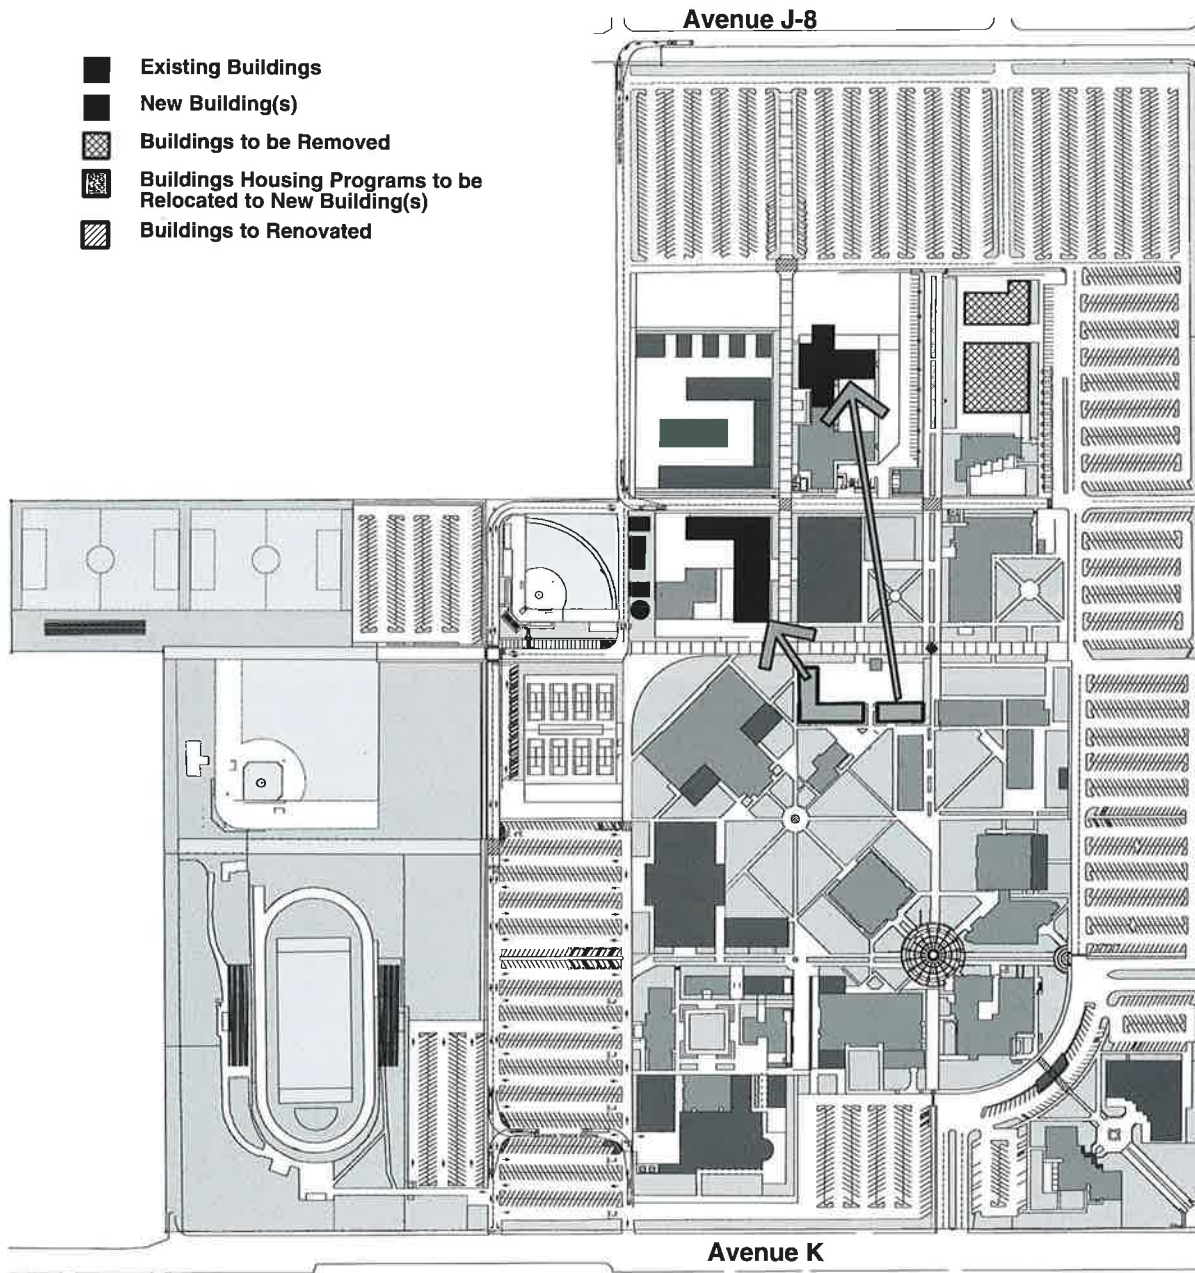 Avenue J-8
Existing Buildings
New Building(s)
Buildings to be Removed
Buildings Housing Programs to be
Relocated to New Building(s)
Buildings to Renovated
Avenue K